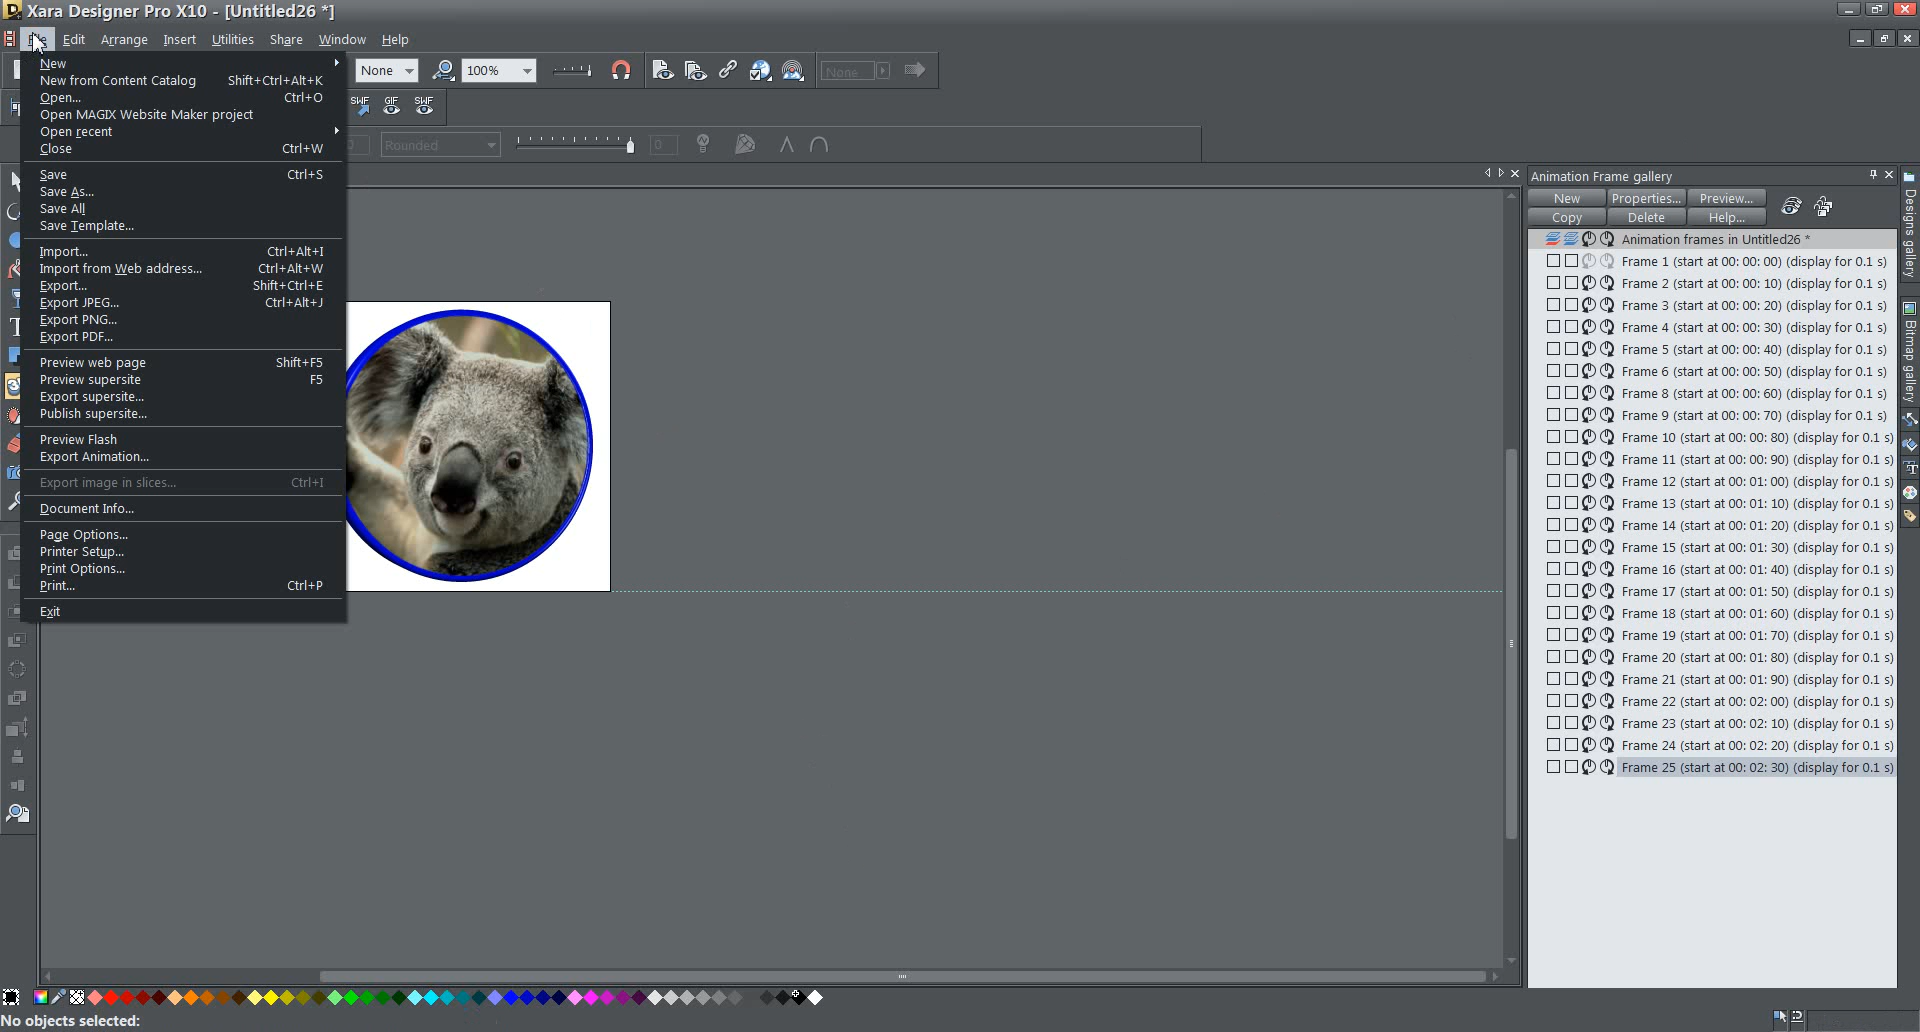 Xara Designer Pro X10 - [Untitled26 *]
File Edit Arrange Insert Utilities Share Window Help
New
New from Content Catalog Shift+Ctrl+Alt+K
Open... Ctrl+O
Open MAGIX Website Maker project
Open recent
Close Ctrl+W
Save Ctrl+S
Save As...
Save All
Save Template...
Import... Ctrl+Alt+I
Import from Web address... Ctrl+Alt+W
Export... Shift+Ctrl+E
Export JPEG... Ctrl+Alt+J
Export PNG...
Export PDF...
Preview web page Shift+F5
Preview supersite F5
Export supersite...
Publish supersite...
Preview Flash
Export Animation...
Export image in slices... Ctrl+I
Document Info...
Page Options...
Printer Setup...
Print Options...
Print... Ctrl+P
Exit
None 100% None
SWF GIF SWF
Rounded 0
Animation Frame gallery
New Properties... Preview...
Copy Delete Help...
Animation frames in Untitled26 *
Frame 1 (start at 00: 00: 00) (display for 0.1 s)
Frame 2 (start at 00: 00: 10) (display for 0.1 s)
Frame 3 (start at 00: 00: 20) (display for 0.1 s)
Frame 4 (start at 00: 00: 30) (display for 0.1 s)
Frame 5 (start at 00: 00: 40) (display for 0.1 s)
Frame 6 (start at 00: 00: 50) (display for 0.1 s)
Frame 8 (start at 00: 00: 60) (display for 0.1 s)
Frame 9 (start at 00: 00: 70) (display for 0.1 s)
Frame 10 (start at 00: 00: 80) (display for 0.1 s)
Frame 11 (start at 00: 00: 90) (display for 0.1 s)
Frame 12 (start at 00: 01: 00) (display for 0.1 s)
Frame 13 (start at 00: 01: 10) (display for 0.1 s)
Frame 14 (start at 00: 01: 20) (display for 0.1 s)
Frame 15 (start at 00: 01: 30) (display for 0.1 s)
Frame 16 (start at 00: 01: 40) (display for 0.1 s)
Frame 17 (start at 00: 01: 50) (display for 0.1 s)
Frame 18 (start at 00: 01: 60) (display for 0.1 s)
Frame 19 (start at 00: 01: 70) (display for 0.1 s)
Frame 20 (start at 00: 01: 80) (display for 0.1 s)
Frame 21 (start at 00: 01: 90) (display for 0.1 s)
Frame 22 (start at 00: 02: 00) (display for 0.1 s)
Frame 23 (start at 00: 02: 10) (display for 0.1 s)
Frame 24 (start at 00: 02: 20) (display for 0.1 s)
Frame 25 (start at 00: 02: 30) (display for 0.1 s)
Designs gallery
Bitmap gallery
No objects selected: